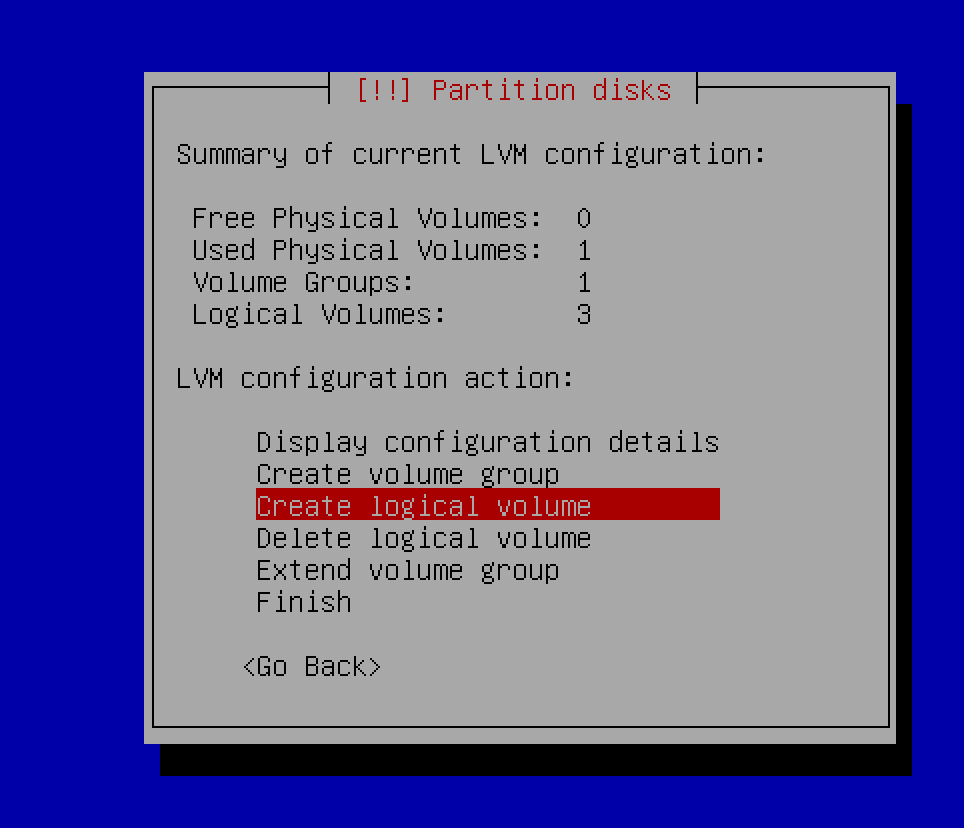 [!!] Partition disks
Summary of current LVM configuration:
Free Physical Volumes: 0
Used Physical Volumes: 1
Volume Groups: 1
Logical Volumes: 3
LVM configuration action:
Display configuration details
Create volume group
Create logical volume
Delete logical volume
Extend volume group
Finish
<Go Back>